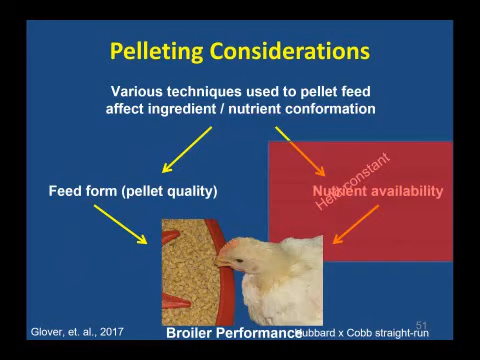 Pelleting Considerations
Various techniques used to pellet feed
affect ingredient / nutrient conformation
Held constant
Feed form (pellet quality)
Nutrient availability
51
Glover, et. al., 2017
Broiler Performance
Hubbard x Cobb straight-run